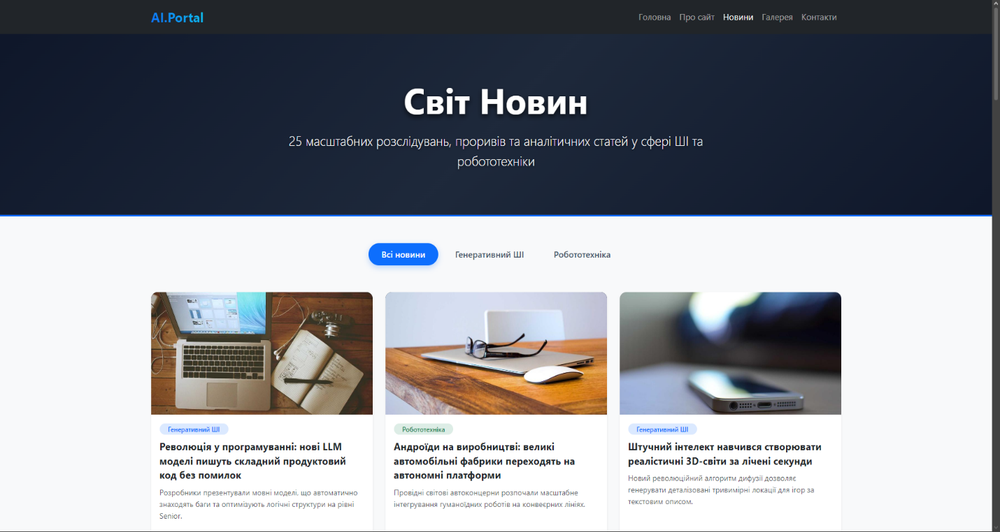 AI.Portal
Головна Про сайт Новини Галерея Контакти
Світ Новин
25 масштабних розслідувань, проривів та аналітичних статей у сфері ШІ та
робототехніки
Всі новини Генеративний ШІ Робототехніка
Генеративний ШІ
Революція у програмуванні: нові LLM
моделі пишуть складний продуктовий
код без помилок
Розробники презентували мовні моделі, що автоматично
знаходять баги та оптимізують логічні структури на рівні
Senior.
Робототехніка
Андроїди на виробництві: великі
автомобільні фабрики переходять на
автономні платформи
Провідні світові автоконцерни розпочали масштабне
інтегрування гуманоїдних роботів на конвеєрних лініях.
Генеративний ШІ
Штучний інтелект навчився створювати
реалістичні 3D-світи за лічені секунди
Новий революційний алгоритм дифузії дозволяє
генерувати деталізовані тривимірні локації для ігор за
текстовим описом.